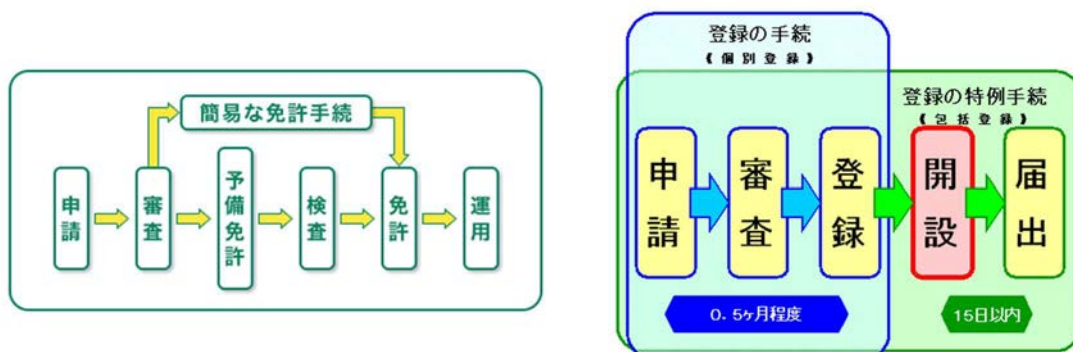 簡易な免許手続
申請
審査
予備免許
検査
免許
運用
登録の手続
《個別登録》
登録の特例手続
《包括登録》
申請
審査
登録
開設
届出
0.5ヶ月程度
15日以内